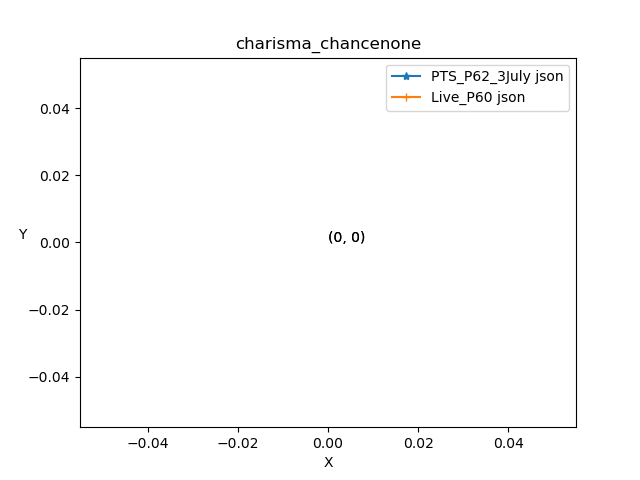 charisma_chancenone
PTS_P62_3July json
Live_P60 json
0.04
0.02
0.00
−0.02
−0.04
Y
(0, 0)
−0.04 −0.02 0.00 0.02 0.04
X